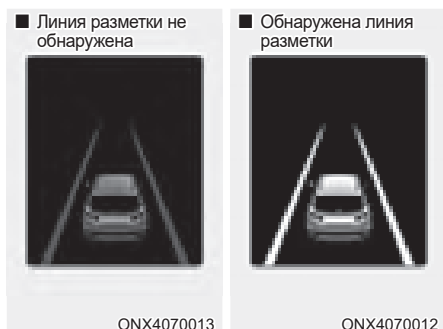 ■ Линия разметки не
обнаружена
ONX4070013
■ Обнаружена линия
разметки
ONX4070012